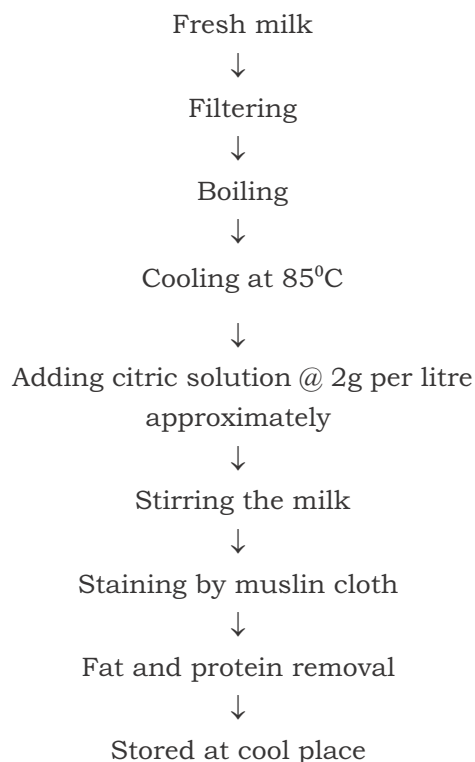 Fresh milk
↓
Filtering
↓
Boiling
↓
Cooling at 85⁰C
↓
Adding citric solution @ 2g per litre
approximately
↓
Stirring the milk
↓
Staining by muslin cloth
↓
Fat and protein removal
↓
Stored at cool place